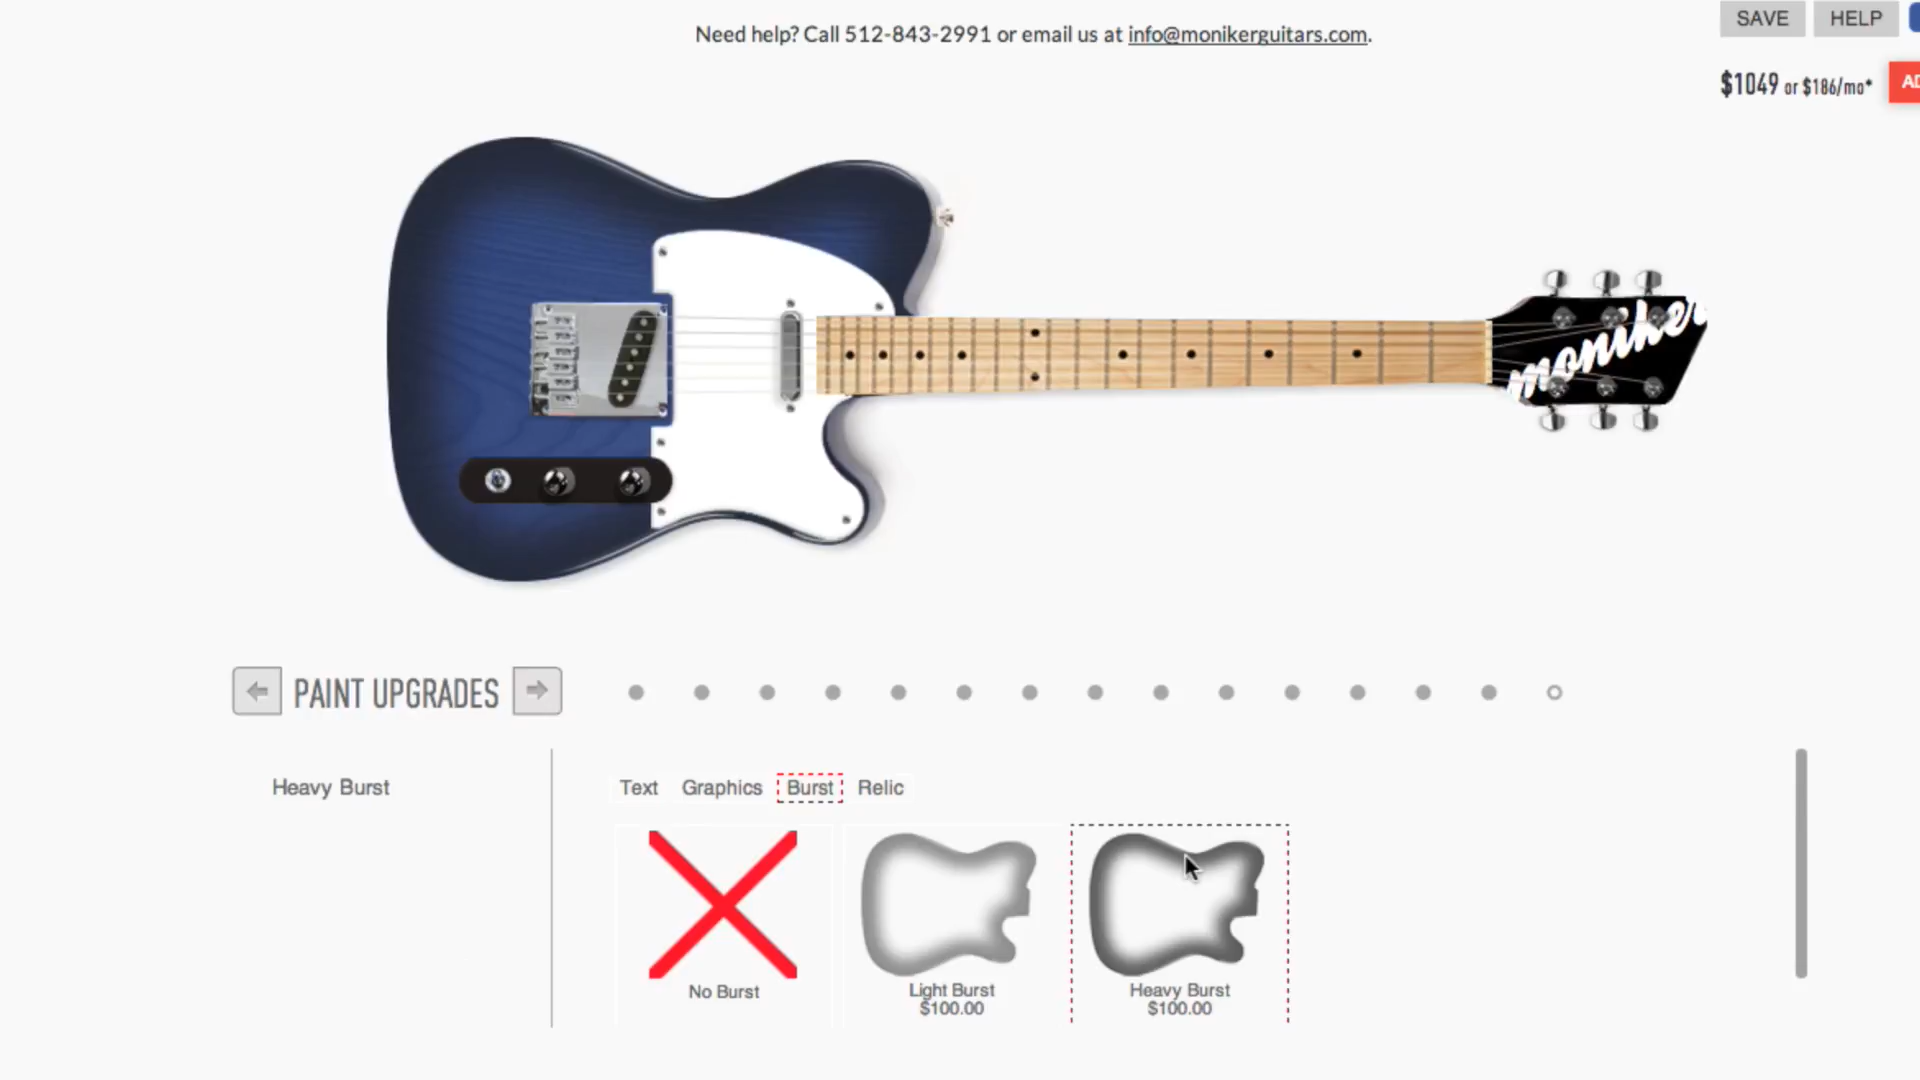 Need help? Call 512-843-2991 or email us at info@monikerguitars.com.
SAVE
HELP
$1049 or $186/mo*
AD
moniker
PAINT UPGRADES
Heavy Burst
Text
Graphics
Burst
Relic
No Burst
Light Burst
$100.00
Heavy Burst
$100.00